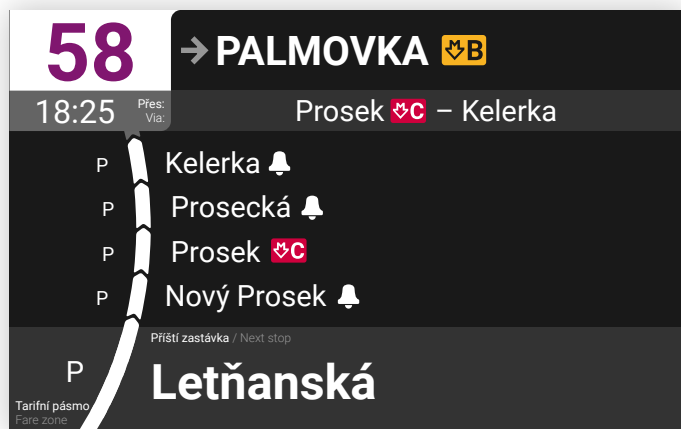 58
→ PALMOVKA B
18:25
Přes:
Via:
Prosek C – Kelerka
P Kelerka
P Prosecká
P Prosek C
P Nový Prosek
Příští zastávka / Next stop
P Letňanská
Tarifní pásmo
Fare zone